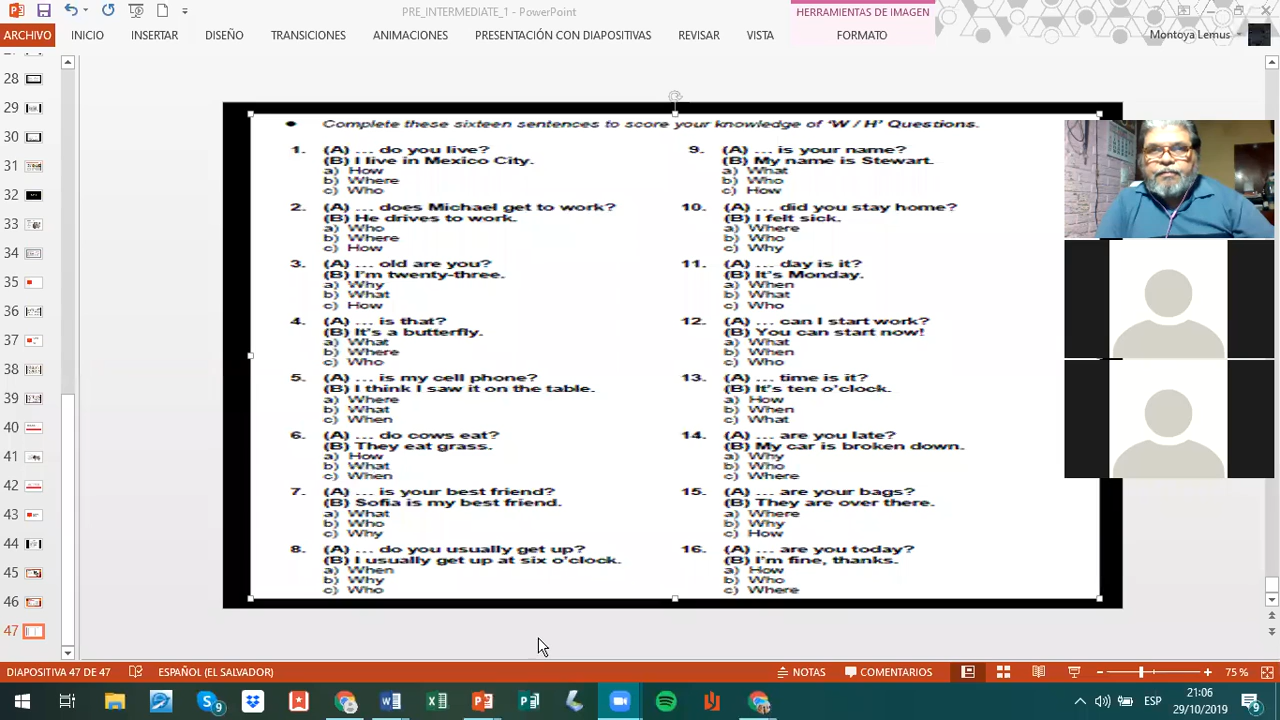 PRE_INTERMEDIATE_1 - PowerPoint
HERRAMIENTAS DE IMAGEN
ARCHIVO INICIO INSERTAR DISEÑO TRANSICIONES ANIMACIONES PRESENTACIÓN CON DIAPOSITIVAS REVISAR VISTA FORMATO
Montoya Lemus
28
29
30
31
32
33
34
35
36
37
38
39
40
41
42
43
44
45
46
47
• Complete these sixteen sentences to score your knowledge of 'W / H' Questions.
1. (A) ... do you live?
(B) I live in Mexico City.
a) How
b) Where
c) Who
2. (A) ... does Michael get to work?
(B) He drives to work.
a) Who
b) Where
c) How
3. (A) ... old are you?
(B) I'm twenty-three.
a) Why
b) What
c) How
4. (A) ... is that?
(B) It's a butterfly.
a) What
b) Where
c) Who
5. (A) ... is my cell phone?
(B) I think I saw it on the table.
a) Where
b) What
c) When
6. (A) ... do cows eat?
(B) They eat grass.
a) How
b) What
c) When
7. (A) ... is your best friend?
(B) Sofia is my best friend.
a) What
b) Who
c) Why
8. (A) ... do you usually get up?
(B) I usually get up at six o'clock.
a) When
b) Why
c) Who
9. (A) ... is your name?
(B) My name is Stewart.
a) What
b) Who
c) How
10. (A) ... did you stay home?
(B) I felt sick.
a) Where
b) Who
c) Why
11. (A) ... day is it?
(B) It's Monday.
a) When
b) What
c) Who
12. (A) ... can I start work?
(B) You can start now!
a) What
b) When
c) Who
13. (A) ... time is it?
(B) It's ten o'clock.
a) How
b) When
c) What
14. (A) ... are you late?
(B) My car is broken down.
a) Why
b) Who
c) Where
15. (A) ... are your bags?
(B) They are over there.
a) Where
b) Why
c) How
16. (A) ... are you today?
(B) I'm fine, thanks.
a) How
b) Who
c) Where
DIAPOSITIVA 47 DE 47 ESPAÑOL (EL SALVADOR) NOTAS COMENTARIOS 75 %
ESP
21:06
29/10/2019